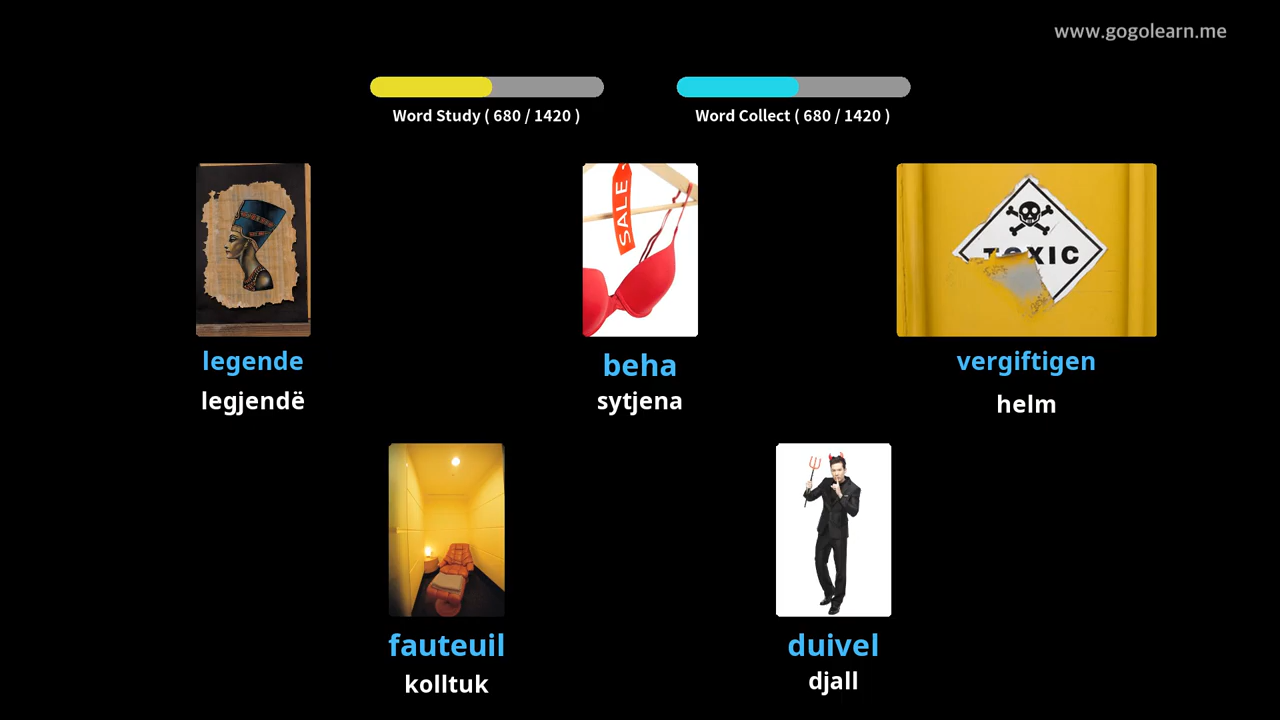 www.gogolearn.me
Word Study ( 680 / 1420 )
Word Collect ( 680 / 1420 )
SALE
TOXIC
legende
beha
vergiftigen
legjendë
sytjena
helm
fauteuil
duivel
kolltuk
djall